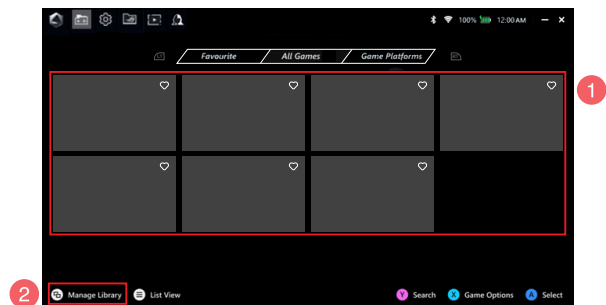 100% 12:00 AM
Favourite All Games Game Platforms
1
2 Manage Library List View Y Search X Game Options A Select